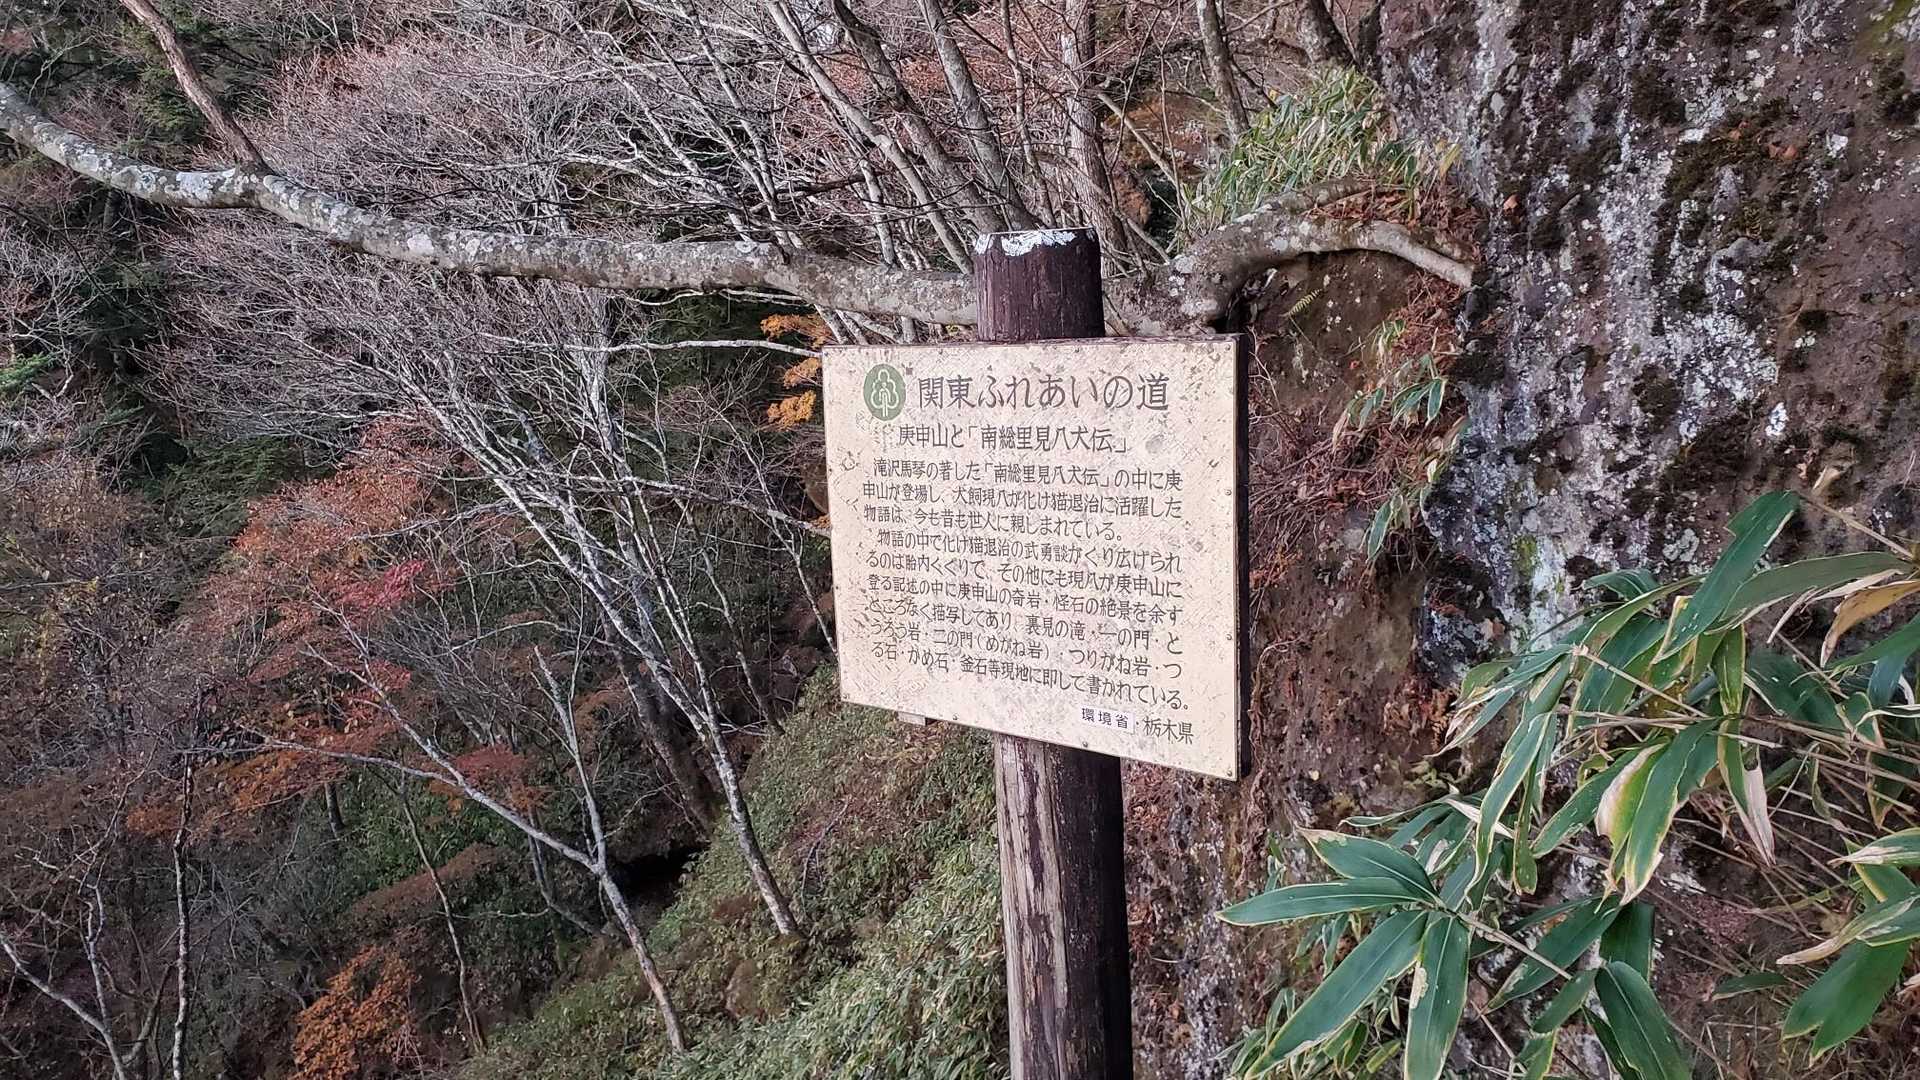 関東ふれあいの道
庚申山と「南総里見八犬伝」
滝沢馬琴の著した「南総里見八犬伝」の中に庚
申山が登場し、犬飼現八が化け猫退治に活躍した
物語は、今も昔も世人に親しまれている。
物語の中で化け猫退治の武勇談がくり広げられ
るのは胎内くぐりで、その他にも現八が庚申山に
登る記述の中に庚申山の奇岩・怪石の絶景を余す
ところなく描写してあり、裏見の滝・一の門・と
うろう岩・二の門（めがね岩）・つりがね岩・つ
る石・かめ石・釜石等現地に即して書かれている。
環境省・栃木県